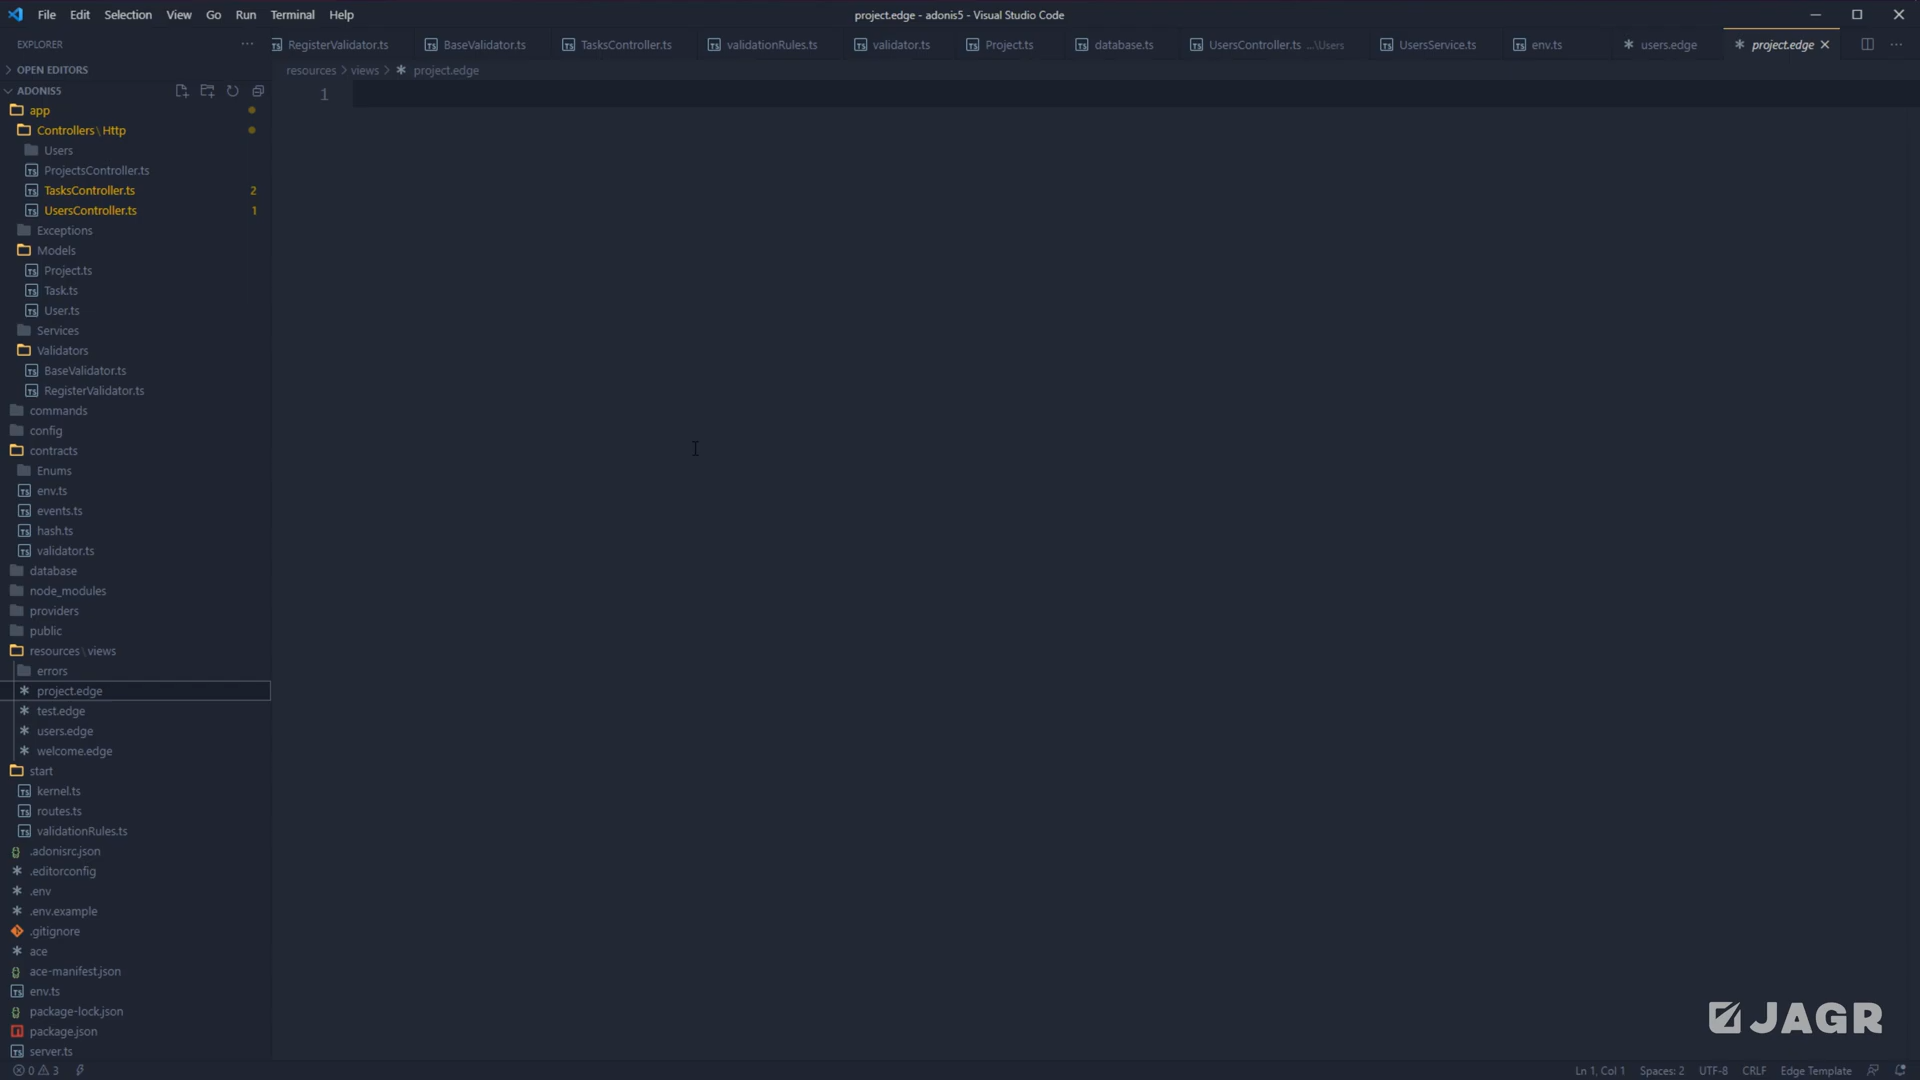 File Edit Selection View Go Run Terminal Help
project.edge - adonis5 - Visual Studio Code
EXPLORER
RegisterValidator.ts BaseValidator.ts TasksController.ts validationRules.ts validator.ts Project.ts database.ts UsersController.ts ...\Users UsersService.ts env.ts users.edge project.edge
OPEN EDITORS
resources > views > project.edge
ADONIS5
1
app
Controllers \ Http
Users
ProjectsController.ts
TasksController.ts 2
UsersController.ts 1
Exceptions
Models
Project.ts
Task.ts
User.ts
Services
Validators
BaseValidator.ts
RegisterValidator.ts
commands
config
contracts
Enums
env.ts
events.ts
hash.ts
validator.ts
database
node_modules
providers
public
resources \ views
errors
project.edge
test.edge
users.edge
welcome.edge
start
kernel.ts
routes.ts
validationRules.ts
.adonisrc.json
.editorconfig
.env
.env.example
.gitignore
ace
ace-manifest.json
env.ts
package-lock.json
package.json
server.ts
JAGR
0 3
Ln 1, Col 1 Spaces: 2 UTF-8 CRLF Edge Template